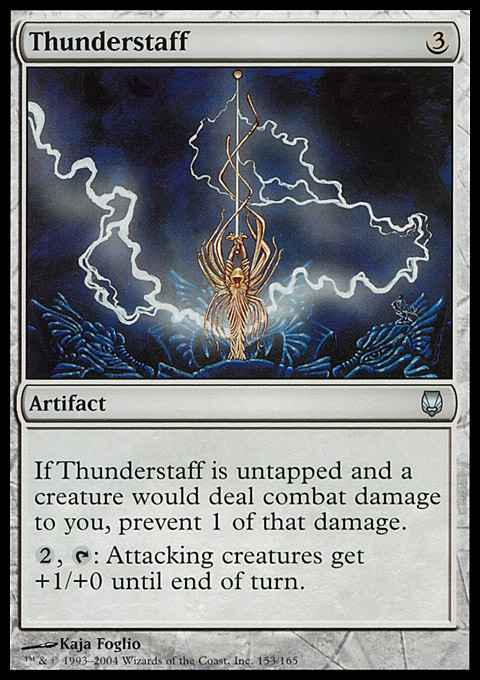 Thunderstaff 3
Artifact
If Thunderstaff is untapped and a
creature would deal combat damage
to you, prevent 1 of that damage.
2, : Attacking creatures get
+1/+0 until end of turn.
Kaja Foglio
™ & © 1993–2004 Wizards of the Coast, Inc. 153/165